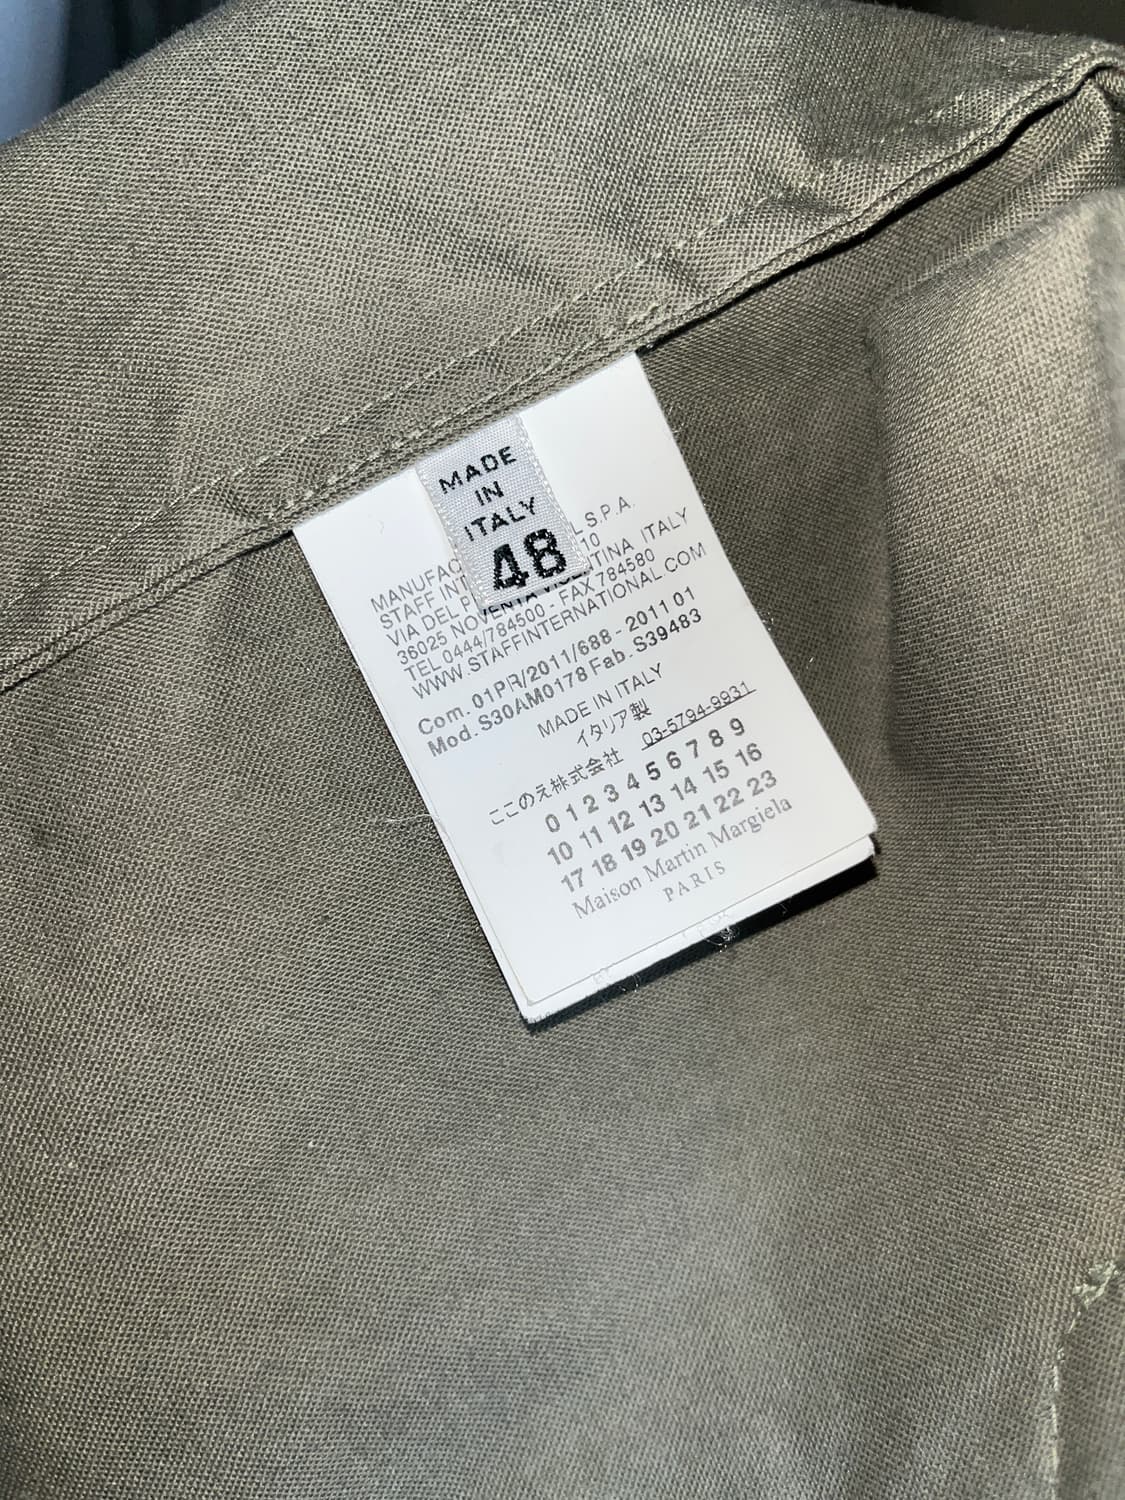 MADE
IN
ITALY
48
L S.P.A.
STAFF
VIA DEL 10
36025 NOVENTA ITALY
TEL 0444/784500 - FAX 784580
WWW.STAFFINTERNATIONAL.COM
Com. 01PR/2011/688 - 2011 01
Mod. S30AM0178 Fab. S39483
MADE IN ITALY
イタリア製
ここのえ株式会社 03-5794-9931
0 1 2 3 4 5 6 7 8 9
10 11 12 13 14 15 16
17 18 19 20 21 22 23
Maison Martin Margiela
PARIS